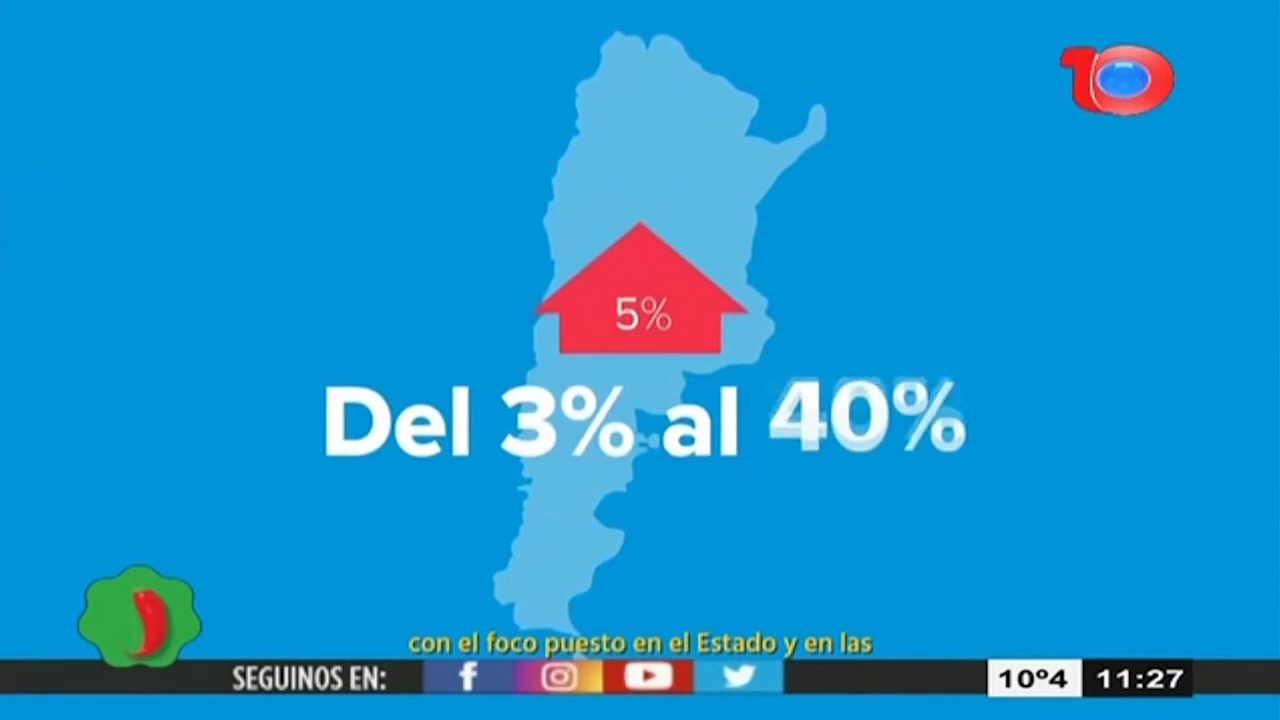 10
5%
Del 3% al 40%
con el foco puesto en el Estado y en las
SEGUINOS EN:
10º4 11:27